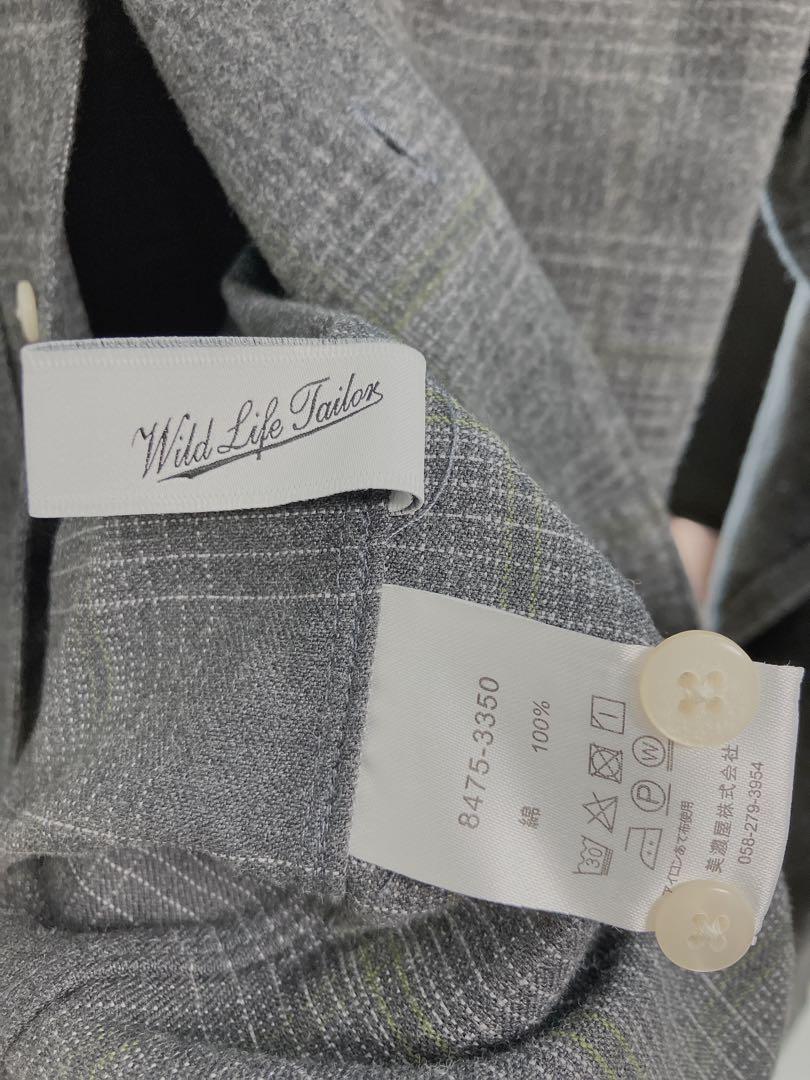 Wild Life Tailor
8475-3350
綿 100%
30
P W
アイロンあて布使用
美濃屋株式会社
058-279-3954